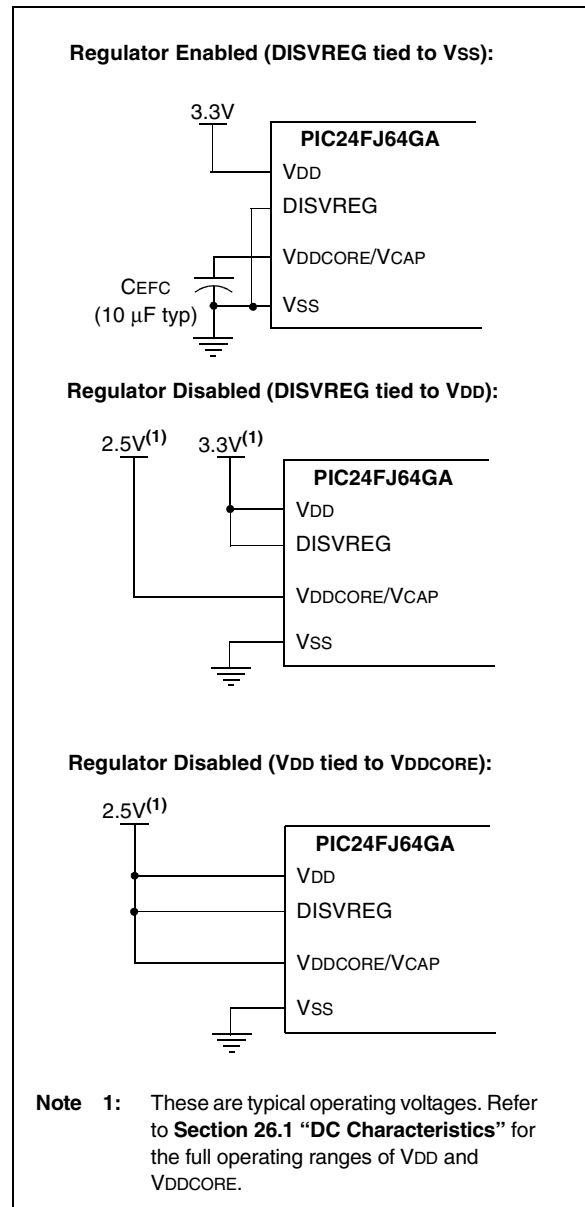 Regulator Enabled (DISVREG tied to VSS):
3.3V
PIC24FJ64GA
VDD
DISVREG
VDDCORE/VCAP
CEFC
(10 μF typ)
VSS
Regulator Disabled (DISVREG tied to VDD):
2.5V(1) 3.3V(1)
PIC24FJ64GA
VDD
DISVREG
VDDCORE/VCAP
VSS
Regulator Disabled (VDD tied to VDDCORE):
2.5V(1)
PIC24FJ64GA
VDD
DISVREG
VDDCORE/VCAP
VSS
Note 1: These are typical operating voltages. Refer
to Section 26.1 “DC Characteristics” for
the full operating ranges of VDD and
VDDCORE.